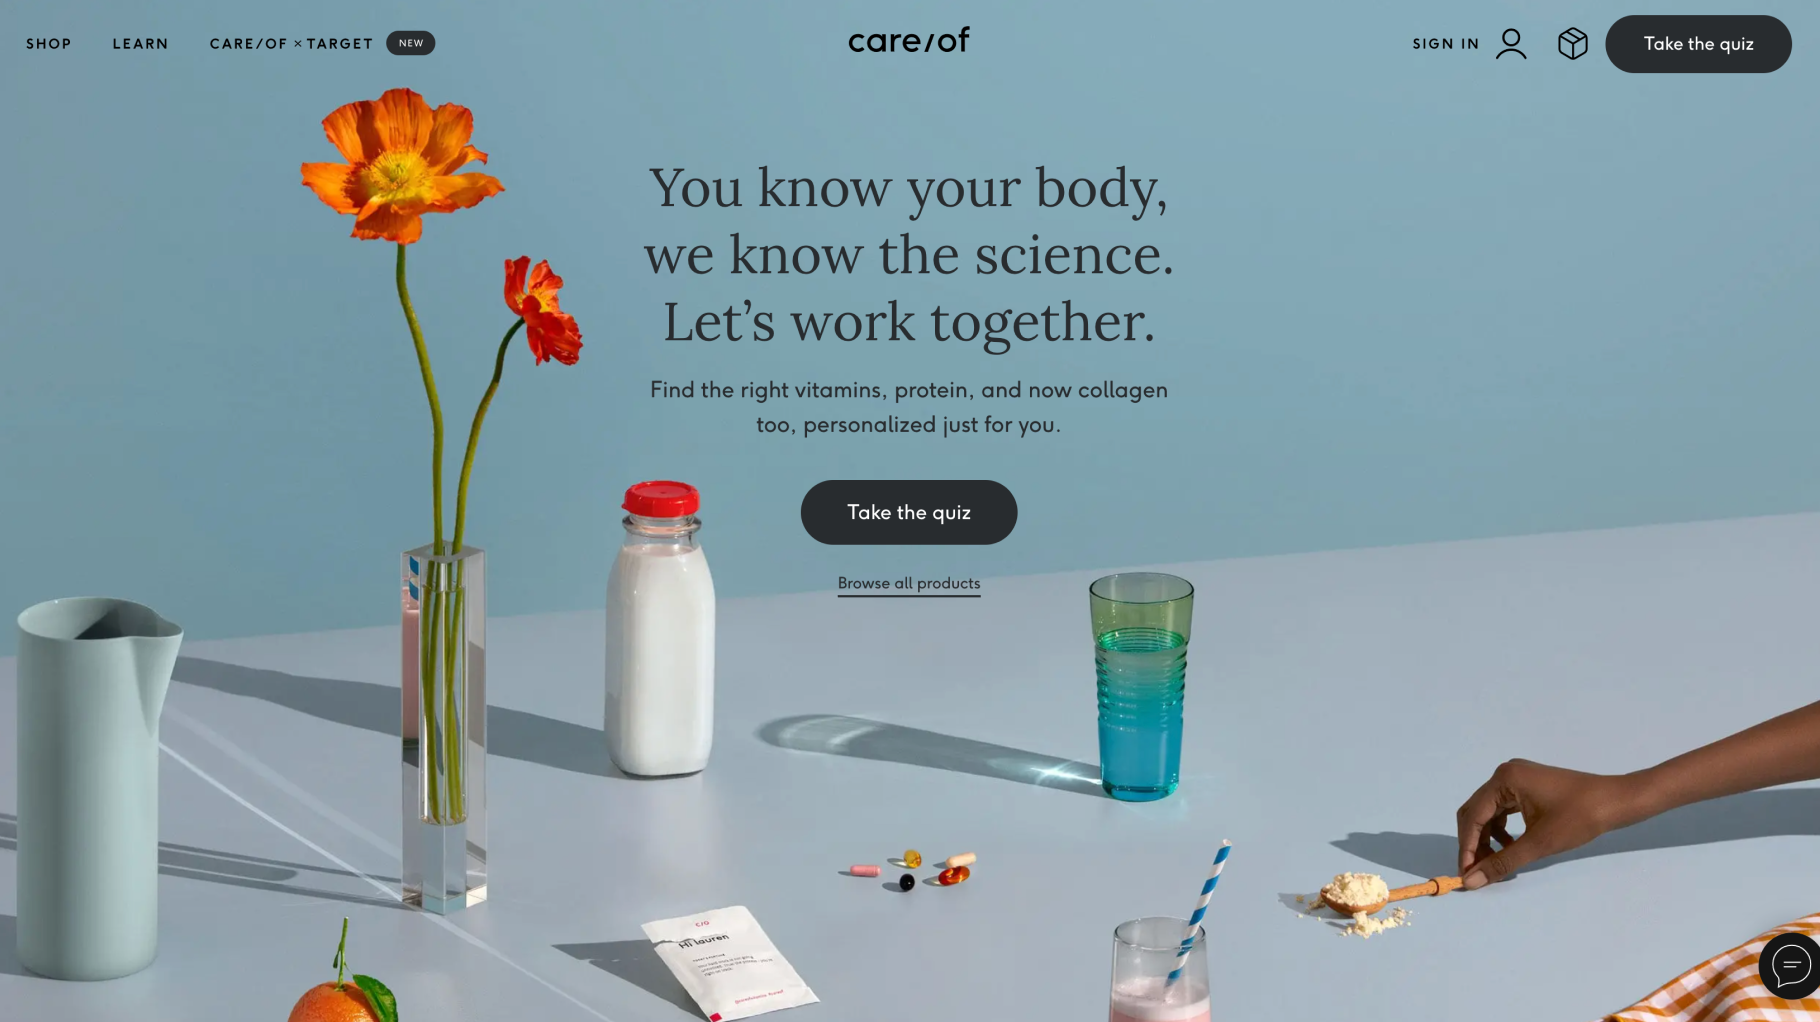 SHOP
LEARN
CARE/OF × TARGET
NEW
care/of
SIGN IN
Take the quiz
You know your body,
we know the science.
Let’s work together.
Find the right vitamins, protein, and now collagen
too, personalized just for you.
Take the quiz
Browse all products
C/O
Hi Lauren